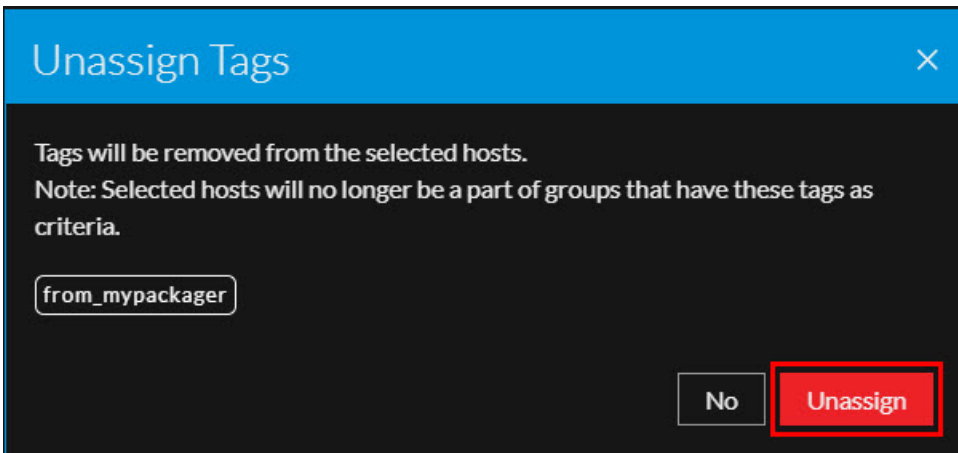 Unassign Tags
Tags will be removed from the selected hosts.
Note: Selected hosts will no longer be a part of groups that have these tags as
criteria.
from_mypackager
No
Unassign